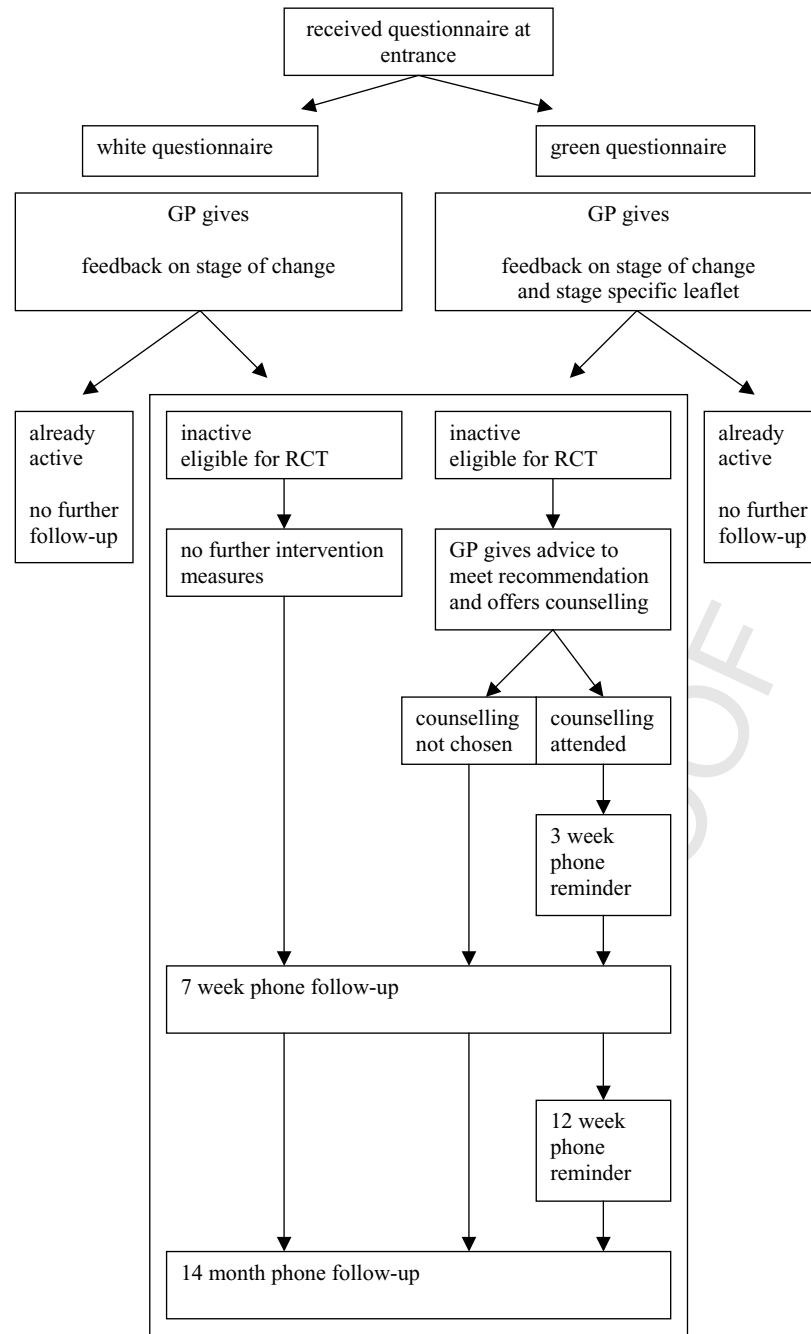 received questionnaire at
entrance
white questionnaire
green questionnaire
GP gives
feedback on stage of change
GP gives
feedback on stage of change
and stage specific leaflet
already
active
no further
follow-up
inactive
eligible for RCT
inactive
eligible for RCT
already
active
no further
follow-up
no further intervention
measures
GP gives advice to
meet recommendation
and offers counselling
counselling
not chosen
counselling
attended
3 week
phone
reminder
7 week phone follow-up
12 week
phone
reminder
14 month phone follow-up